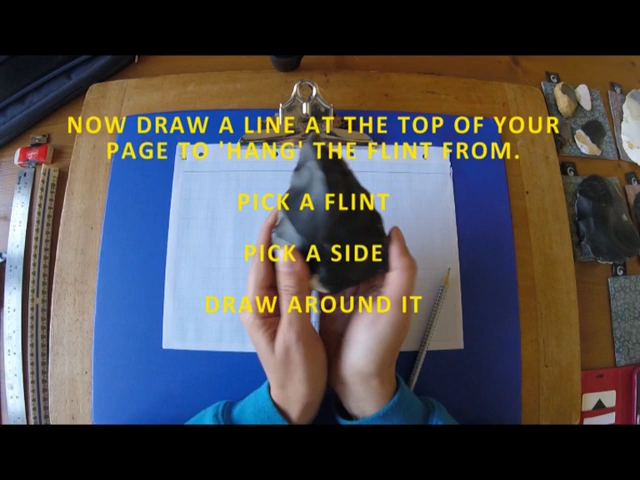 NOW DRAW A LINE AT THE TOP OF YOUR
PAGE TO 'HANG' THE FLINT FROM.
PICK A FLINT
PICK A SIDE
DRAW AROUND IT